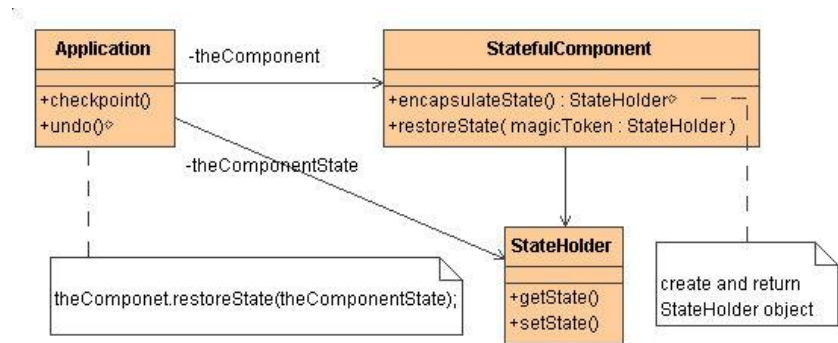 Application
+checkpoint()
+undo()
-theComponent
StatefulComponent
+encapsulateState() : StateHolder
+restoreState( magicToken : StateHolder )
-theComponentState
StateHolder
+getState()
+setState()
theComponet.restoreState(theComponentState);
create and return
StateHolder object